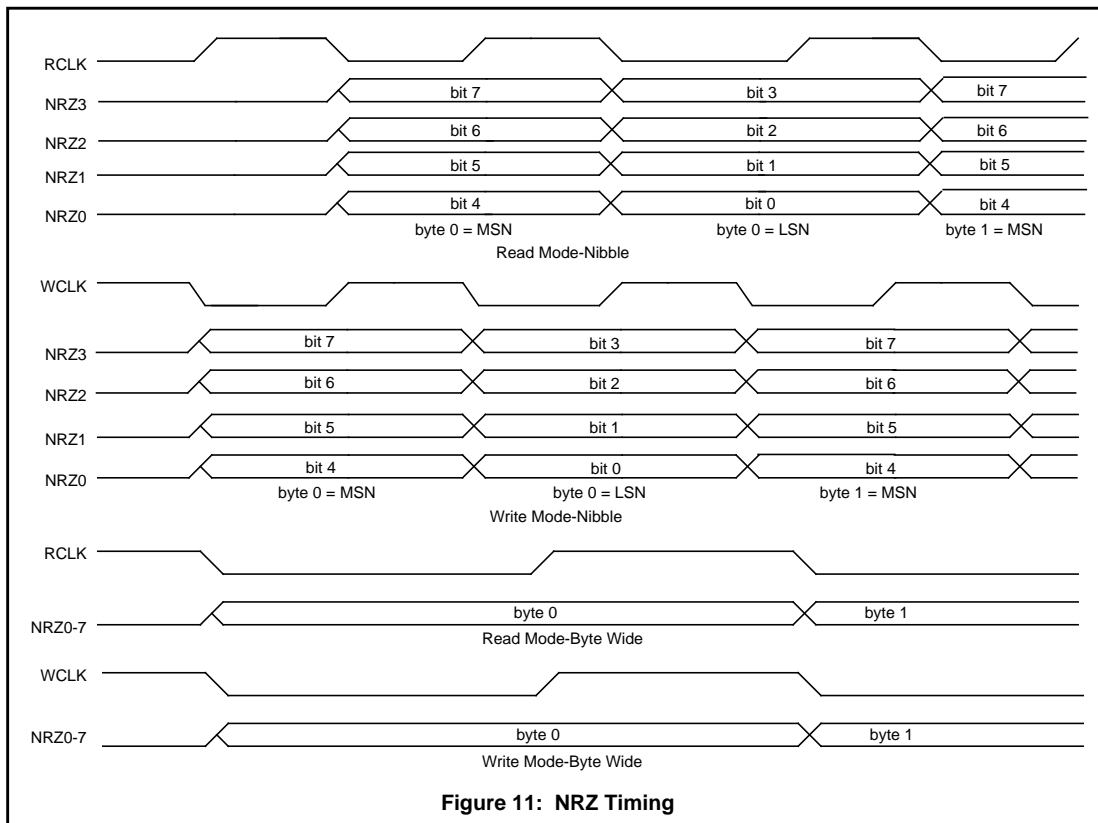 RCLK
NRZ3 bit 7 bit 3 bit 7
NRZ2 bit 6 bit 2 bit 6
NRZ1 bit 5 bit 1 bit 5
NRZ0 bit 4 bit 0 bit 4
byte 0 = MSN byte 0 = LSN byte 1 = MSN
Read Mode-Nibble
WCLK
NRZ3 bit 7 bit 3 bit 7
NRZ2 bit 6 bit 2 bit 6
NRZ1 bit 5 bit 1 bit 5
NRZ0 bit 4 bit 0 bit 4
byte 0 = MSN byte 0 = LSN byte 1 = MSN
Write Mode-Nibble
RCLK
NRZ0-7 byte 0 byte 1
Read Mode-Byte Wide
WCLK
NRZ0-7 byte 0 byte 1
Write Mode-Byte Wide
Figure 11: NRZ Timing